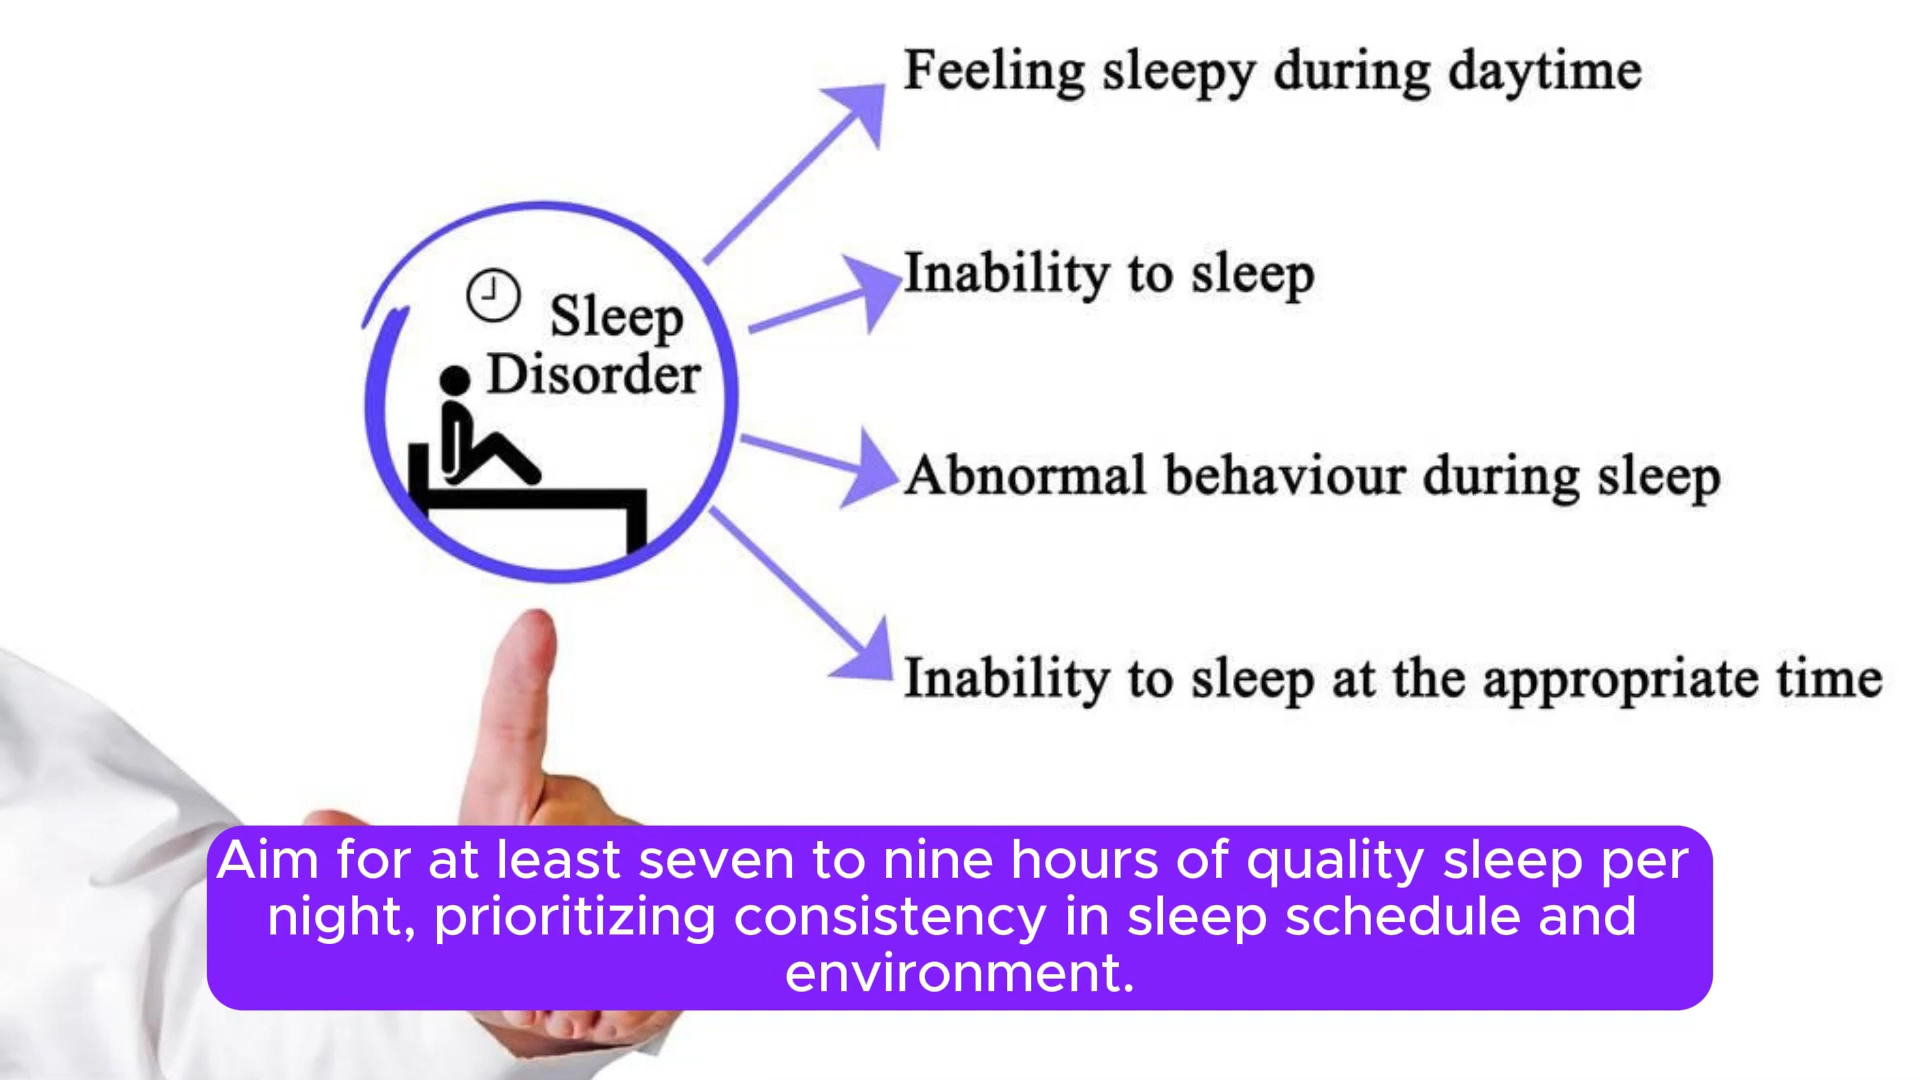 Feeling sleepy during daytime
Inability to sleep
Sleep
Disorder
Abnormal behaviour during sleep
Inability to sleep at the appropriate time
Aim for at least seven to nine hours of quality sleep per
night, prioritizing consistency in sleep schedule and
environment.